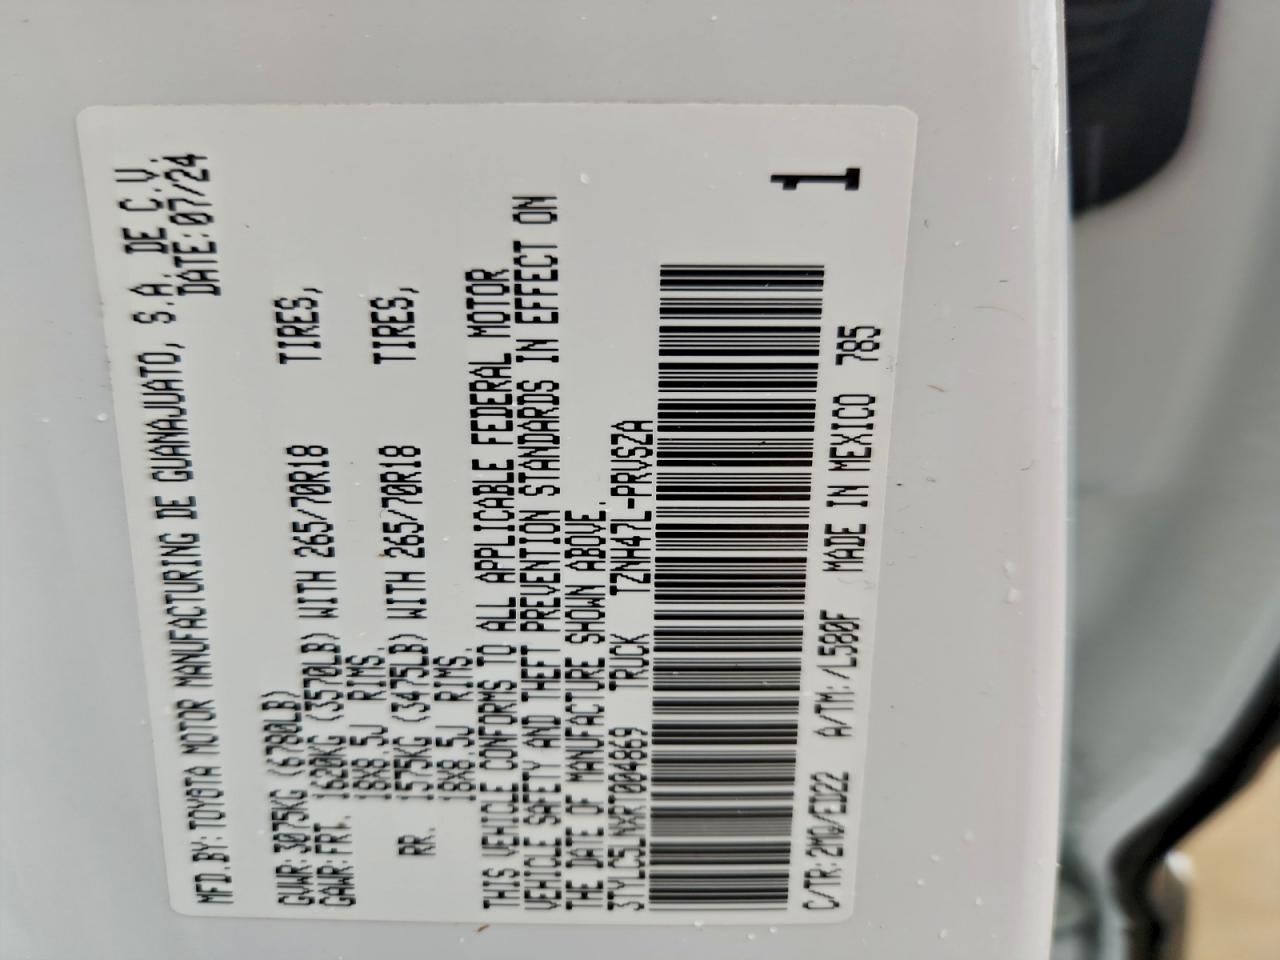 MFD.BY:TOYOTA MOTOR MANUFACTURING DE GUANAJUATO, S.A. DE C.V.
DATE:07/24
GVWR:3075KG (6780LB)
GAWR:FRT. 1620KG (3570LB) WITH 265/70R18 TIRES,
18X8.5J RIMS,
RR. 1575KG (3475LB) WITH 265/70R18 TIRES,
18X8.5J RIMS.
THIS VEHICLE CONFORMS TO ALL APPLICABLE FEDERAL MOTOR
VEHICLE SAFETY AND THEFT PREVENTION STANDARDS IN EFFECT ON
THE DATE OF MANUFACTURE SHOWN ABOVE.
3TYLC5LNXRT004869 TRUCK TZNH47L-PRVSZA
C/TR:2MQ/ED22 A/TM:/L580F MADE IN MEXICO 785
1